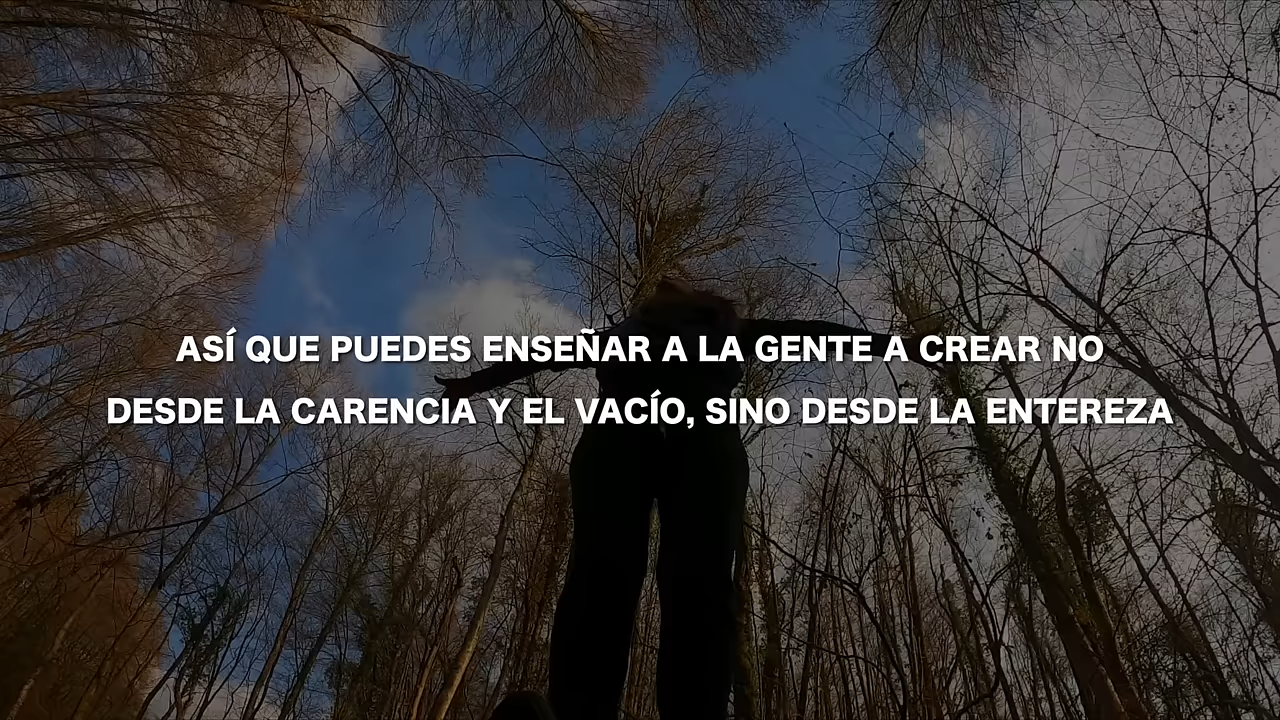 ASÍ QUE PUEDES ENSEÑAR A LA GENTE A CREAR NO
DESDE LA CARENCIA Y EL VACÍO, SINO DESDE LA ENTEREZA